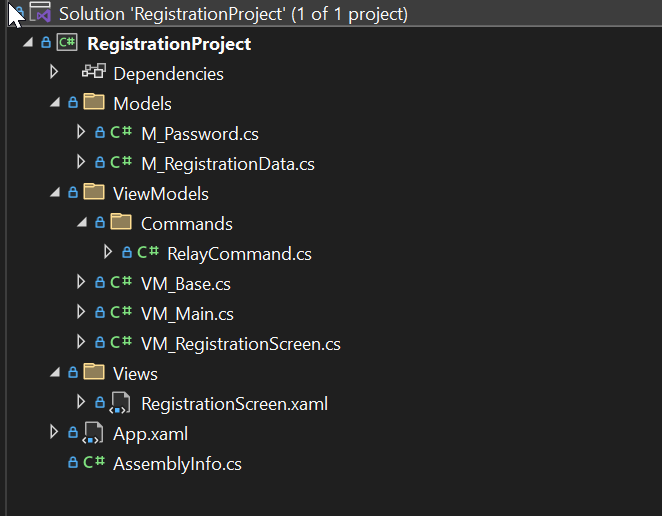 Solution 'RegistrationProject' (1 of 1 project)
C# RegistrationProject
Dependencies
Models
C# M_Password.cs
C# M_RegistrationData.cs
ViewModels
Commands
C# RelayCommand.cs
C# VM_Base.cs
C# VM_Main.cs
C# VM_RegistrationScreen.cs
Views
RegistrationScreen.xaml
App.xaml
C# AssemblyInfo.cs